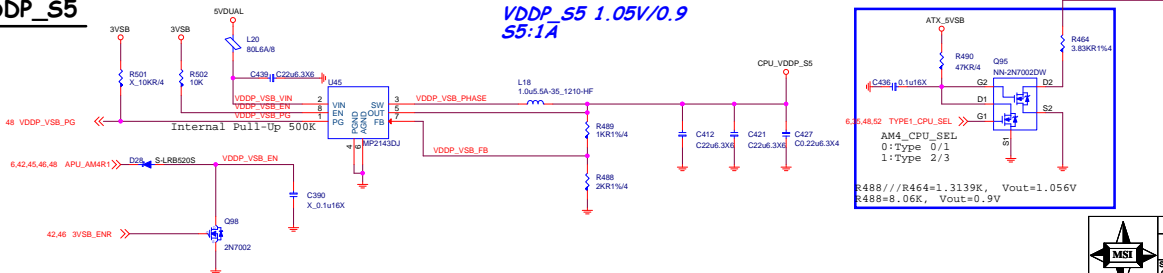 DDP_S5
VDDP_S5 1.05V/0.9
S5:1A
5VDUAL
3VSB
3VSB
L20
80L6A/8
R501
X_10KR/4
R502
10K
C439
C22u6.3X6
U45
VDDP_VSB_VIN
2
VIN
VDDP_VSB_EN
8
EN
VDDP_VSB_PG
1
PG
SW
3
VDDP_VSB_PHASE
OUT
5
FB
7
PGND
AGND
4
6
MP2143DJ
48 VDDP_VSB_PG
Internal Pull-Up 500K
L18
1.0u5.5A-35_1210-HF
CPU_VDDP_S5
R489
1KR1%/4
VDDP_VSB_FB
R488
2KR1%/4
C412
C22u6.3X6
C421
C22u6.3X6
C427
C0.22u6.3X4
6,42,45,46,48 APU_AM4R1
D28
S-LRB520S
VDDP_VSB_EN
C390
X_0.1u16X
Q98
2N7002
42,46 3VSB_ENR
ATX_5VSB
R490
47KR/4
R464
3.83KR1%4
C436
0.1u16X
Q95
NN-2N7002DW
G2
D2
D1
S2
G1
S1
TYPE1_CPU_SEL
AM4_CPU_SEL
0:Type 0/1
1:Type 2/3
R488///R464=1.3139K, Vout=1.056V
R488=8.06K, Vout=0.9V
MSI